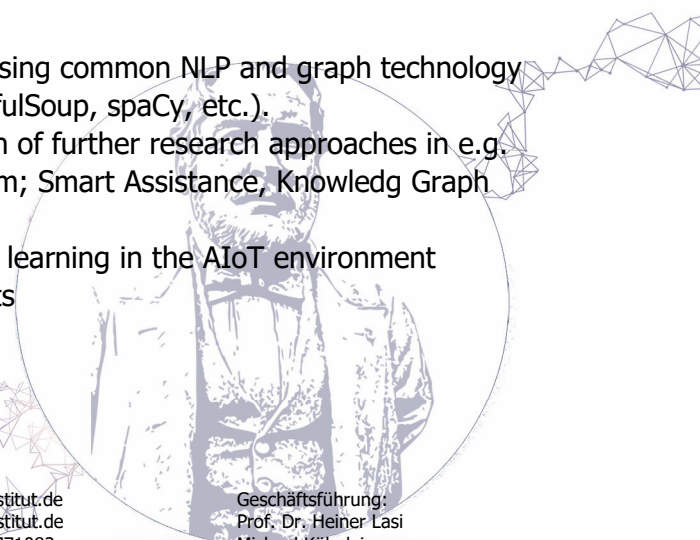 sing common NLP and graph technology
fulSoup, spaCy, etc.).
n of further research approaches in e.g.
m; Smart Assistance, Knowledg Graph
learning in the AIoT environment
ts
stitut.de
stitut.de
Geschäftsführung:
Prof. Dr. Heiner Lasi